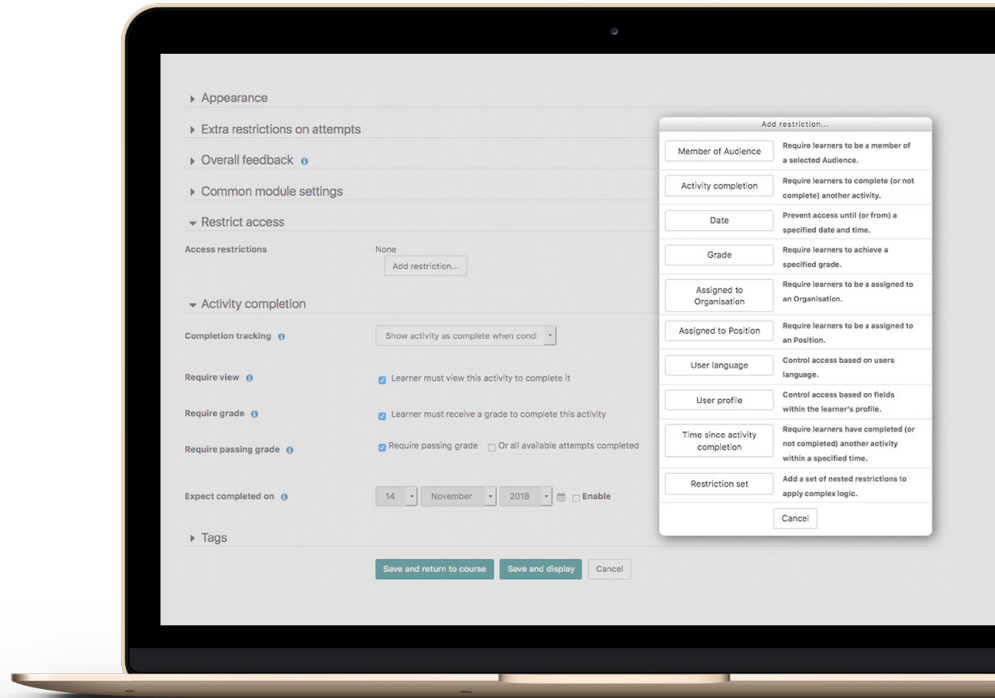 Appearance
Extra restrictions on attempts
Overall feedback
Common module settings
Restrict access
Access restrictions
None
Add restriction...
Activity completion
Completion tracking
Show activity as complete when condi
Require view
Learner must view this activity to complete it
Require grade
Learner must receive a grade to complete this activity
Require passing grade
Require passing grade
Or all available attempts completed
Expect completed on
14
November
2018
Enable
Tags
Save and return to course
Save and display
Cancel
Add restriction...
Member of Audience
Require learners to be a member of
a selected Audience.
Activity completion
Require learners to complete (or not
complete) another activity.
Date
Prevent access until (or from) a
specified date and time.
Grade
Require learners to achieve a
specified grade.
Assigned to
Organisation
Require learners to be a assigned to
an Organisation.
Assigned to Position
Require learners to be a assigned to
an Position.
User language
Control access based on users
language.
User profile
Control access based on fields
within the learner's profile.
Time since activity
completion
Require learners have completed (or
not completed) another activity
within a specified time.
Restriction set
Add a set of nested restrictions to
apply complex logic.
Cancel